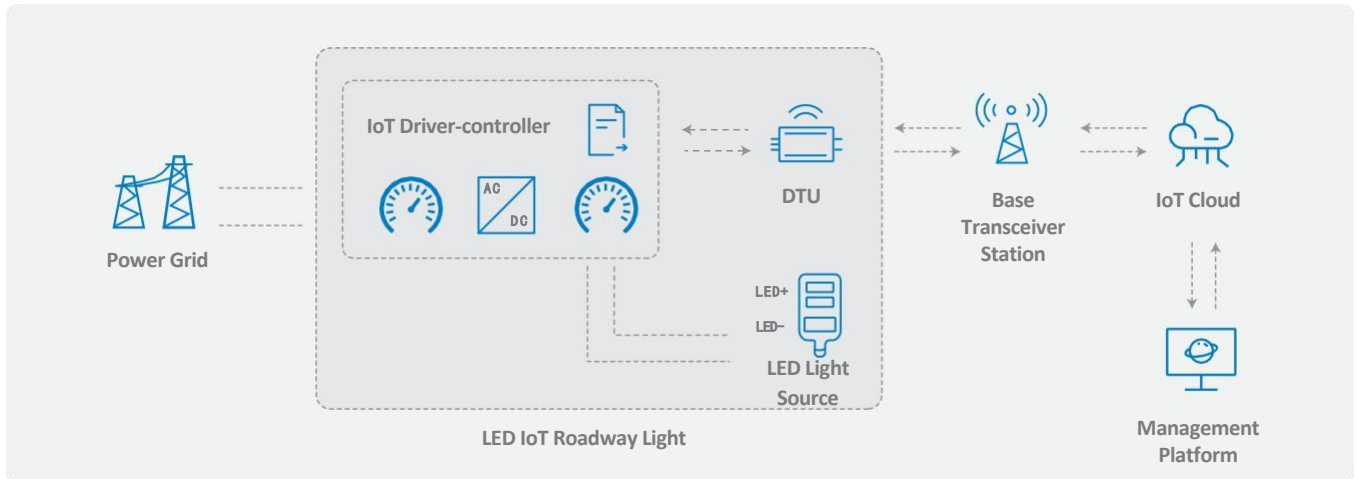 IoT Driver-controller
AC
DC
DTU
Base
Transceiver
Station
IoT Cloud
Power Grid
LED+
LED-
LED Light
Source
LED IoT Roadway Light
Management
Platform